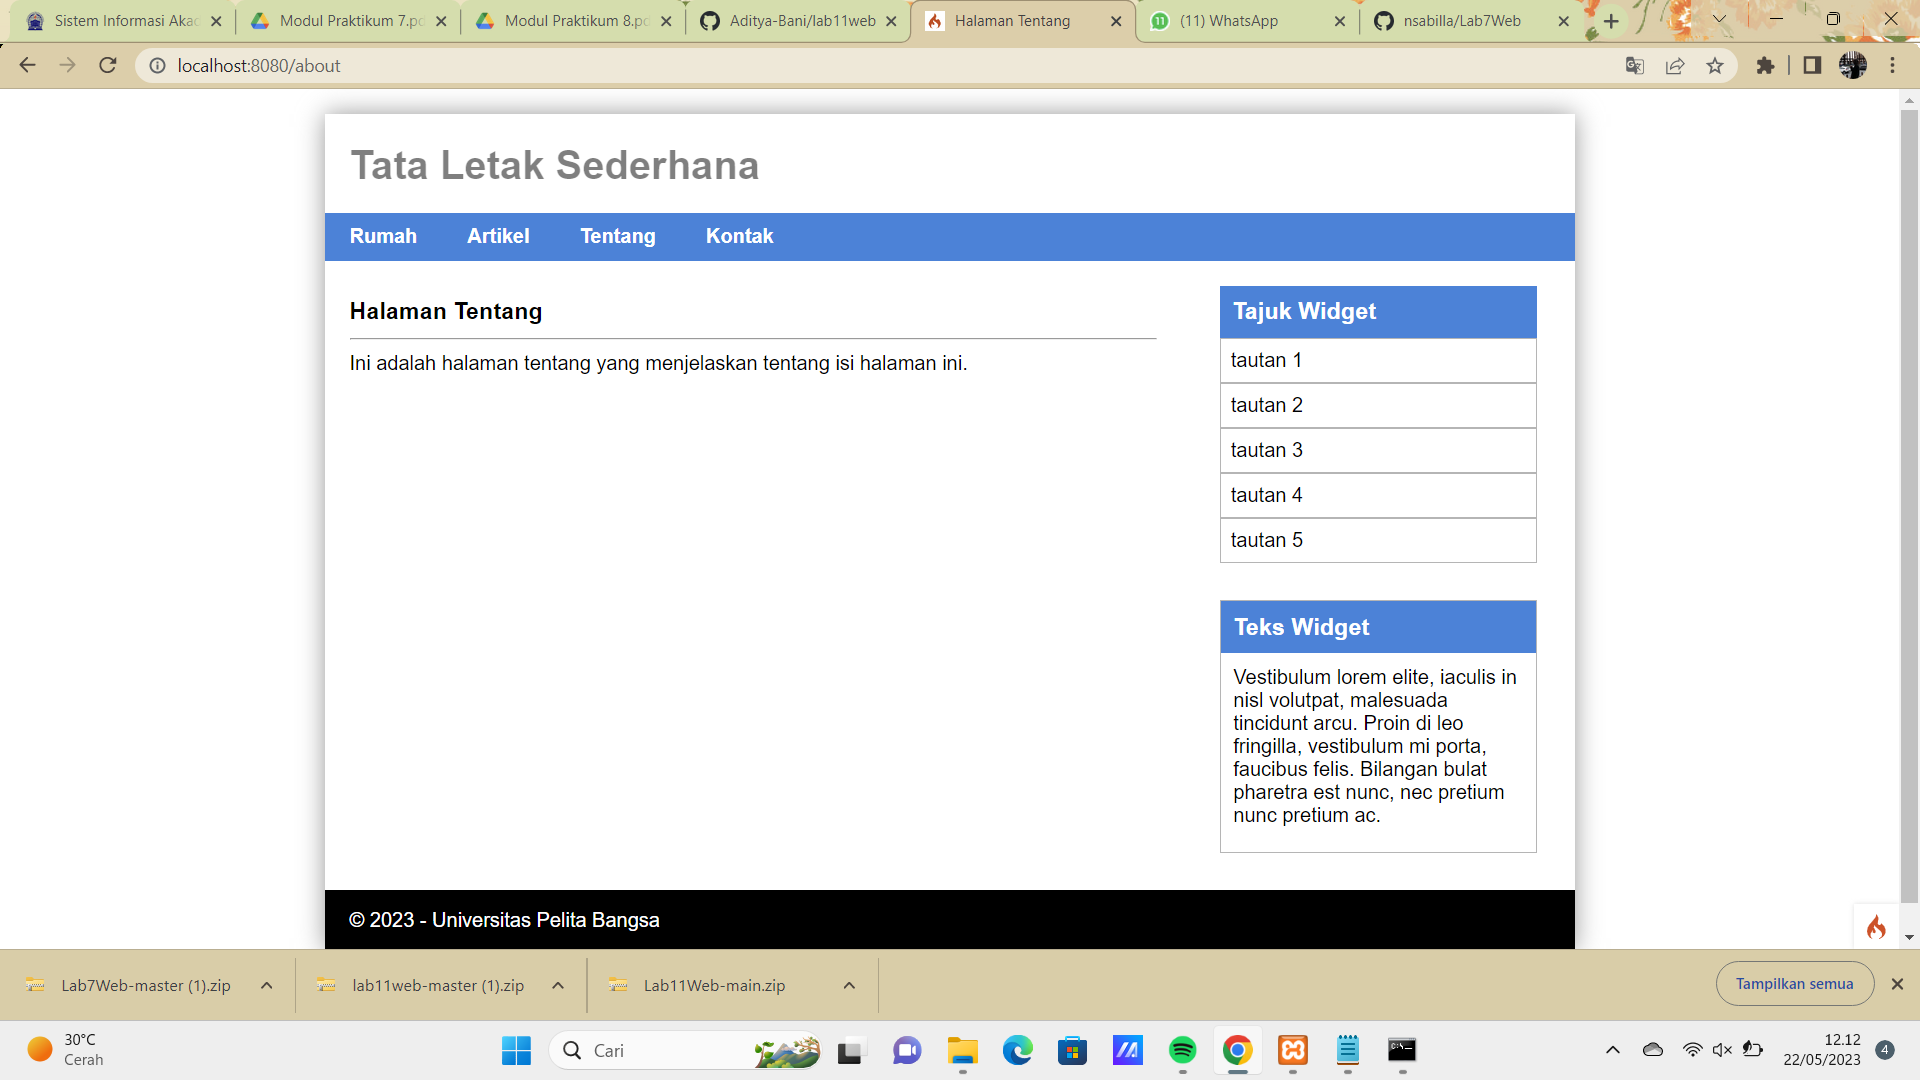 Sistem Informasi Aka
Modul Praktikum 7.pd
Modul Praktikum 8.pd
Aditya-Bani/lab11web
Halaman Tentang
(11) WhatsApp
nsabilla/Lab7Web
localhost:8080/about
Tata Letak Sederhana
Rumah Artikel Tentang Kontak
Halaman Tentang
Ini adalah halaman tentang yang menjelaskan tentang isi halaman ini.
Tajuk Widget
tautan 1
tautan 2
tautan 3
tautan 4
tautan 5
Teks Widget
Vestibulum lorem elite, iaculis in
nisl volutpat, malesuada
tincidunt arcu. Proin di leo
fringilla, vestibulum mi porta,
faucibus felis. Bilangan bulat
pharetra est nunc, nec pretium
nunc pretium ac.
© 2023 - Universitas Pelita Bangsa
Lab7Web-master (1).zip
lab11web-master (1).zip
Lab11Web-main.zip
Tampilkan semua
30°C
Cerah
Cari
12.12
22/05/2023
4